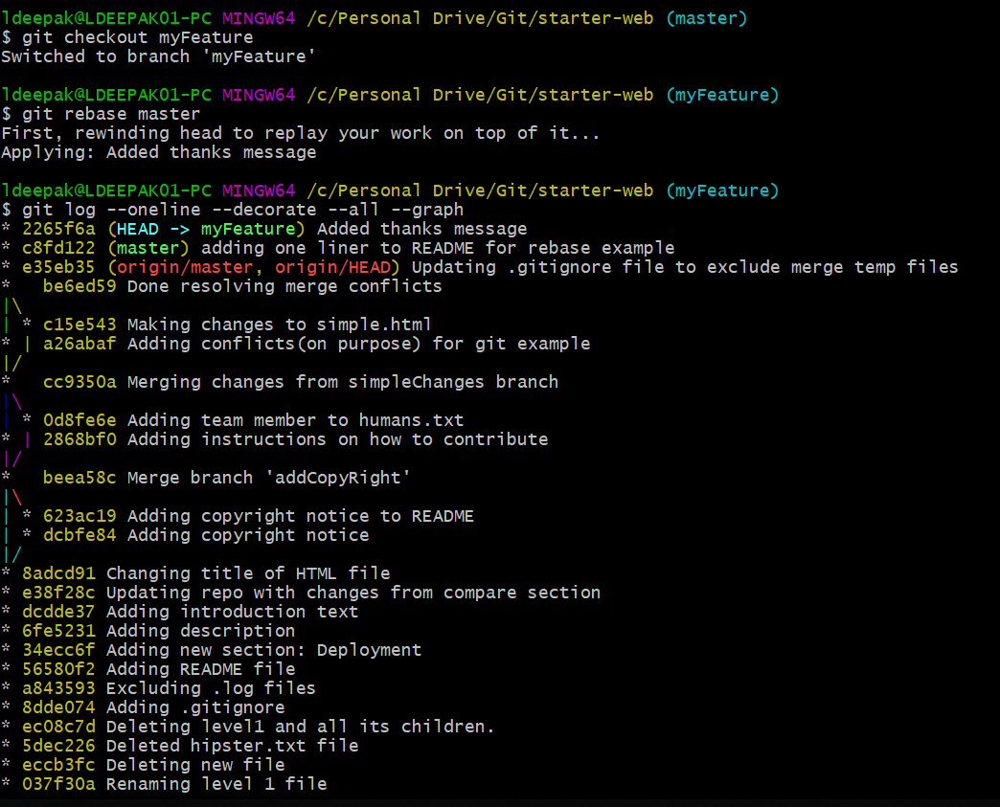 ldeepak@LDEEPAK01-PC MINGW64 /c/Personal Drive/Git/starter-web (master)
$ git checkout myFeature
Switched to branch 'myFeature'
ldeepak@LDEEPAK01-PC MINGW64 /c/Personal Drive/Git/starter-web (myFeature)
$ git rebase master
First, rewinding head to replay your work on top of it...
Applying: Added thanks message
ldeepak@LDEEPAK01-PC MINGW64 /c/Personal Drive/Git/starter-web (myFeature)
$ git log --oneline --decorate --all --graph
* 2265f6a (HEAD -> myFeature) Added thanks message
* c8fd122 (master) adding one liner to README for rebase example
* e35eb35 (origin/master, origin/HEAD) Updating .gitignore file to exclude merge temp files
*   be6ed59 Done resolving merge conflicts
|\
| * c15e543 Making changes to simple.html
* | a26abaf Adding conflicts(on purpose) for git example
|/
*   cc9350a Merging changes from simpleChanges branch
|\
| * 0d8fe6e Adding team member to humans.txt
* | 2868bf0 Adding instructions on how to contribute
|/
*   beea58c Merge branch 'addCopyRight'
|\
| * 623ac19 Adding copyright notice to README
| * dcbfe84 Adding copyright notice
|/
* 8adcd91 Changing title of HTML file
* e38f28c Updating repo with changes from compare section
* dcdde37 Adding introduction text
* 6fe5231 Adding description
* 34ecc6f Adding new section: Deployment
* 56580f2 Adding README file
* a843593 Excluding .log files
* 8dde074 Adding .gitignore
* ec08c7d Deleting level1 and all its children.
* 5dec226 Deleted hipster.txt file
* eccb3fc Deleting new file
* 037f30a Renaming level 1 file